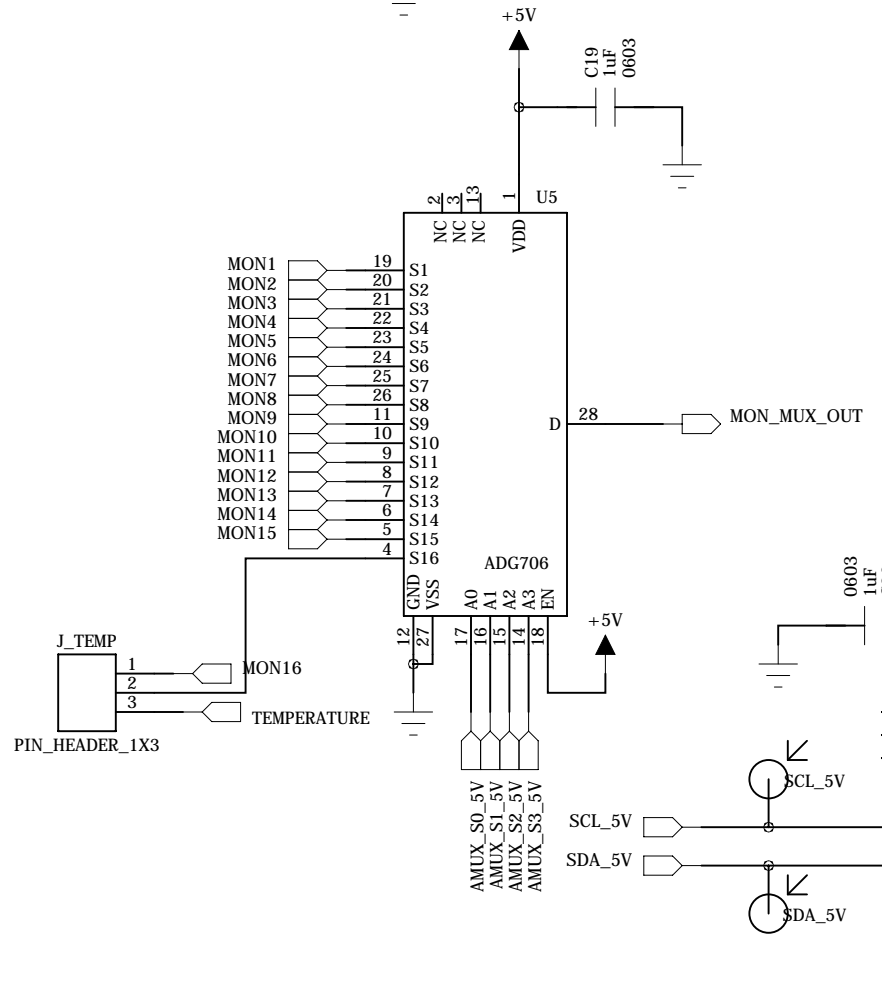 +5V
C19
1uF
0603
2
3
13
1
U5
NC
NC
NC
VDD
MON1
19
S1
MON2
20
S2
MON3
21
S3
MON4
22
S4
MON5
23
S5
MON6
24
S6
MON7
25
S7
MON8
26
S8
MON9
11
S9
MON10
10
S10
MON11
9
S11
MON12
8
S12
MON13
7
S13
MON14
6
S14
MON15
5
S15
4
S16
D
28
MON_MUX_OUT
ADG706
GND
VSS
A0
A1
A2
A3
EN
12
27
17
16
15
14
18
+5V
0603
1uF
J_TEMP
1
MON16
2
3
TEMPERATURE
PIN_HEADER_1X3
AMUX_S0_5V
AMUX_S1_5V
AMUX_S2_5V
AMUX_S3_5V
SCL_5V
SCL_5V
SDA_5V
SDA_5V